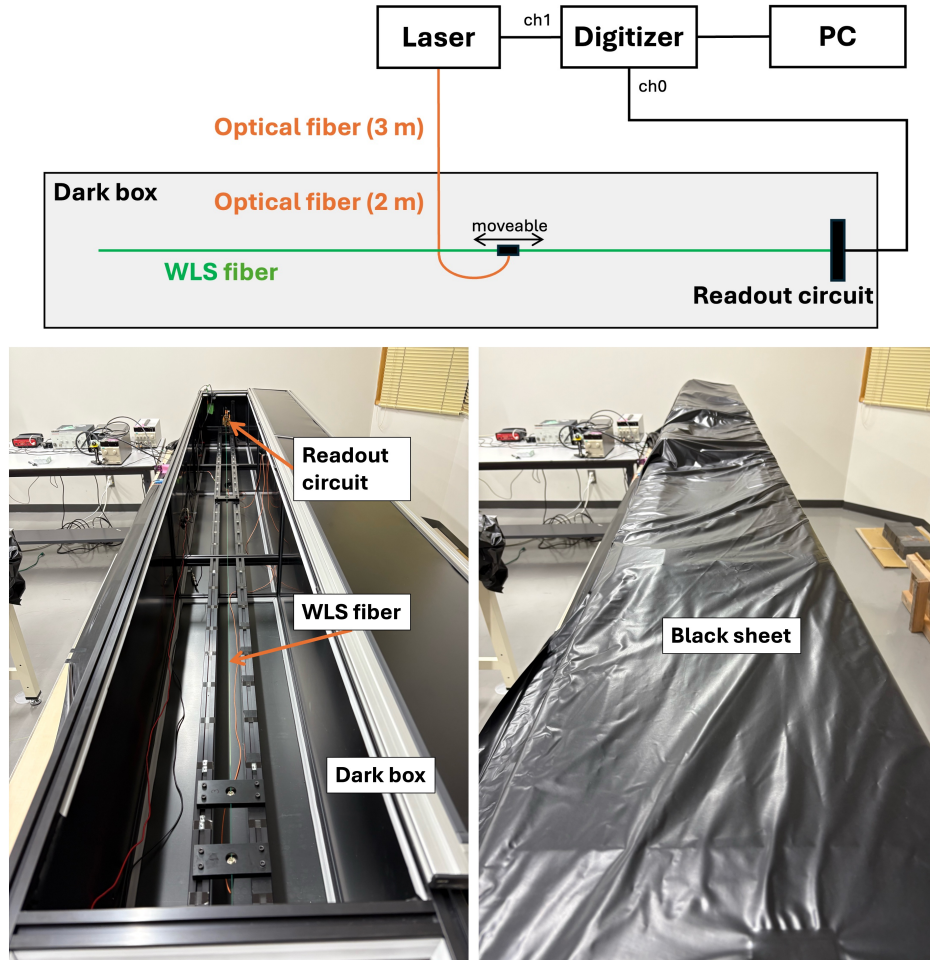 Laser
ch1
Digitizer
PC
ch0
Optical fiber (3 m)
Dark box
Optical fiber (2 m)
moveable
WLS fiber
Readout circuit
Readout
circuit
WLS fiber
Dark box
Black sheet